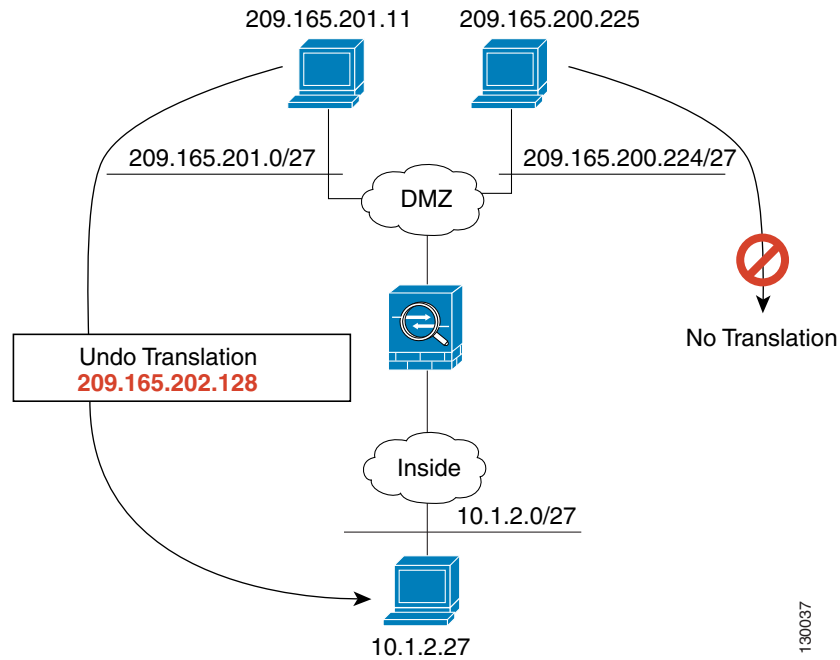 209.165.201.11
209.165.200.225
209.165.201.0/27
209.165.200.224/27
DMZ
No Translation
Undo Translation
209.165.202.128
Inside
10.1.2.0/27
10.1.2.27
130037